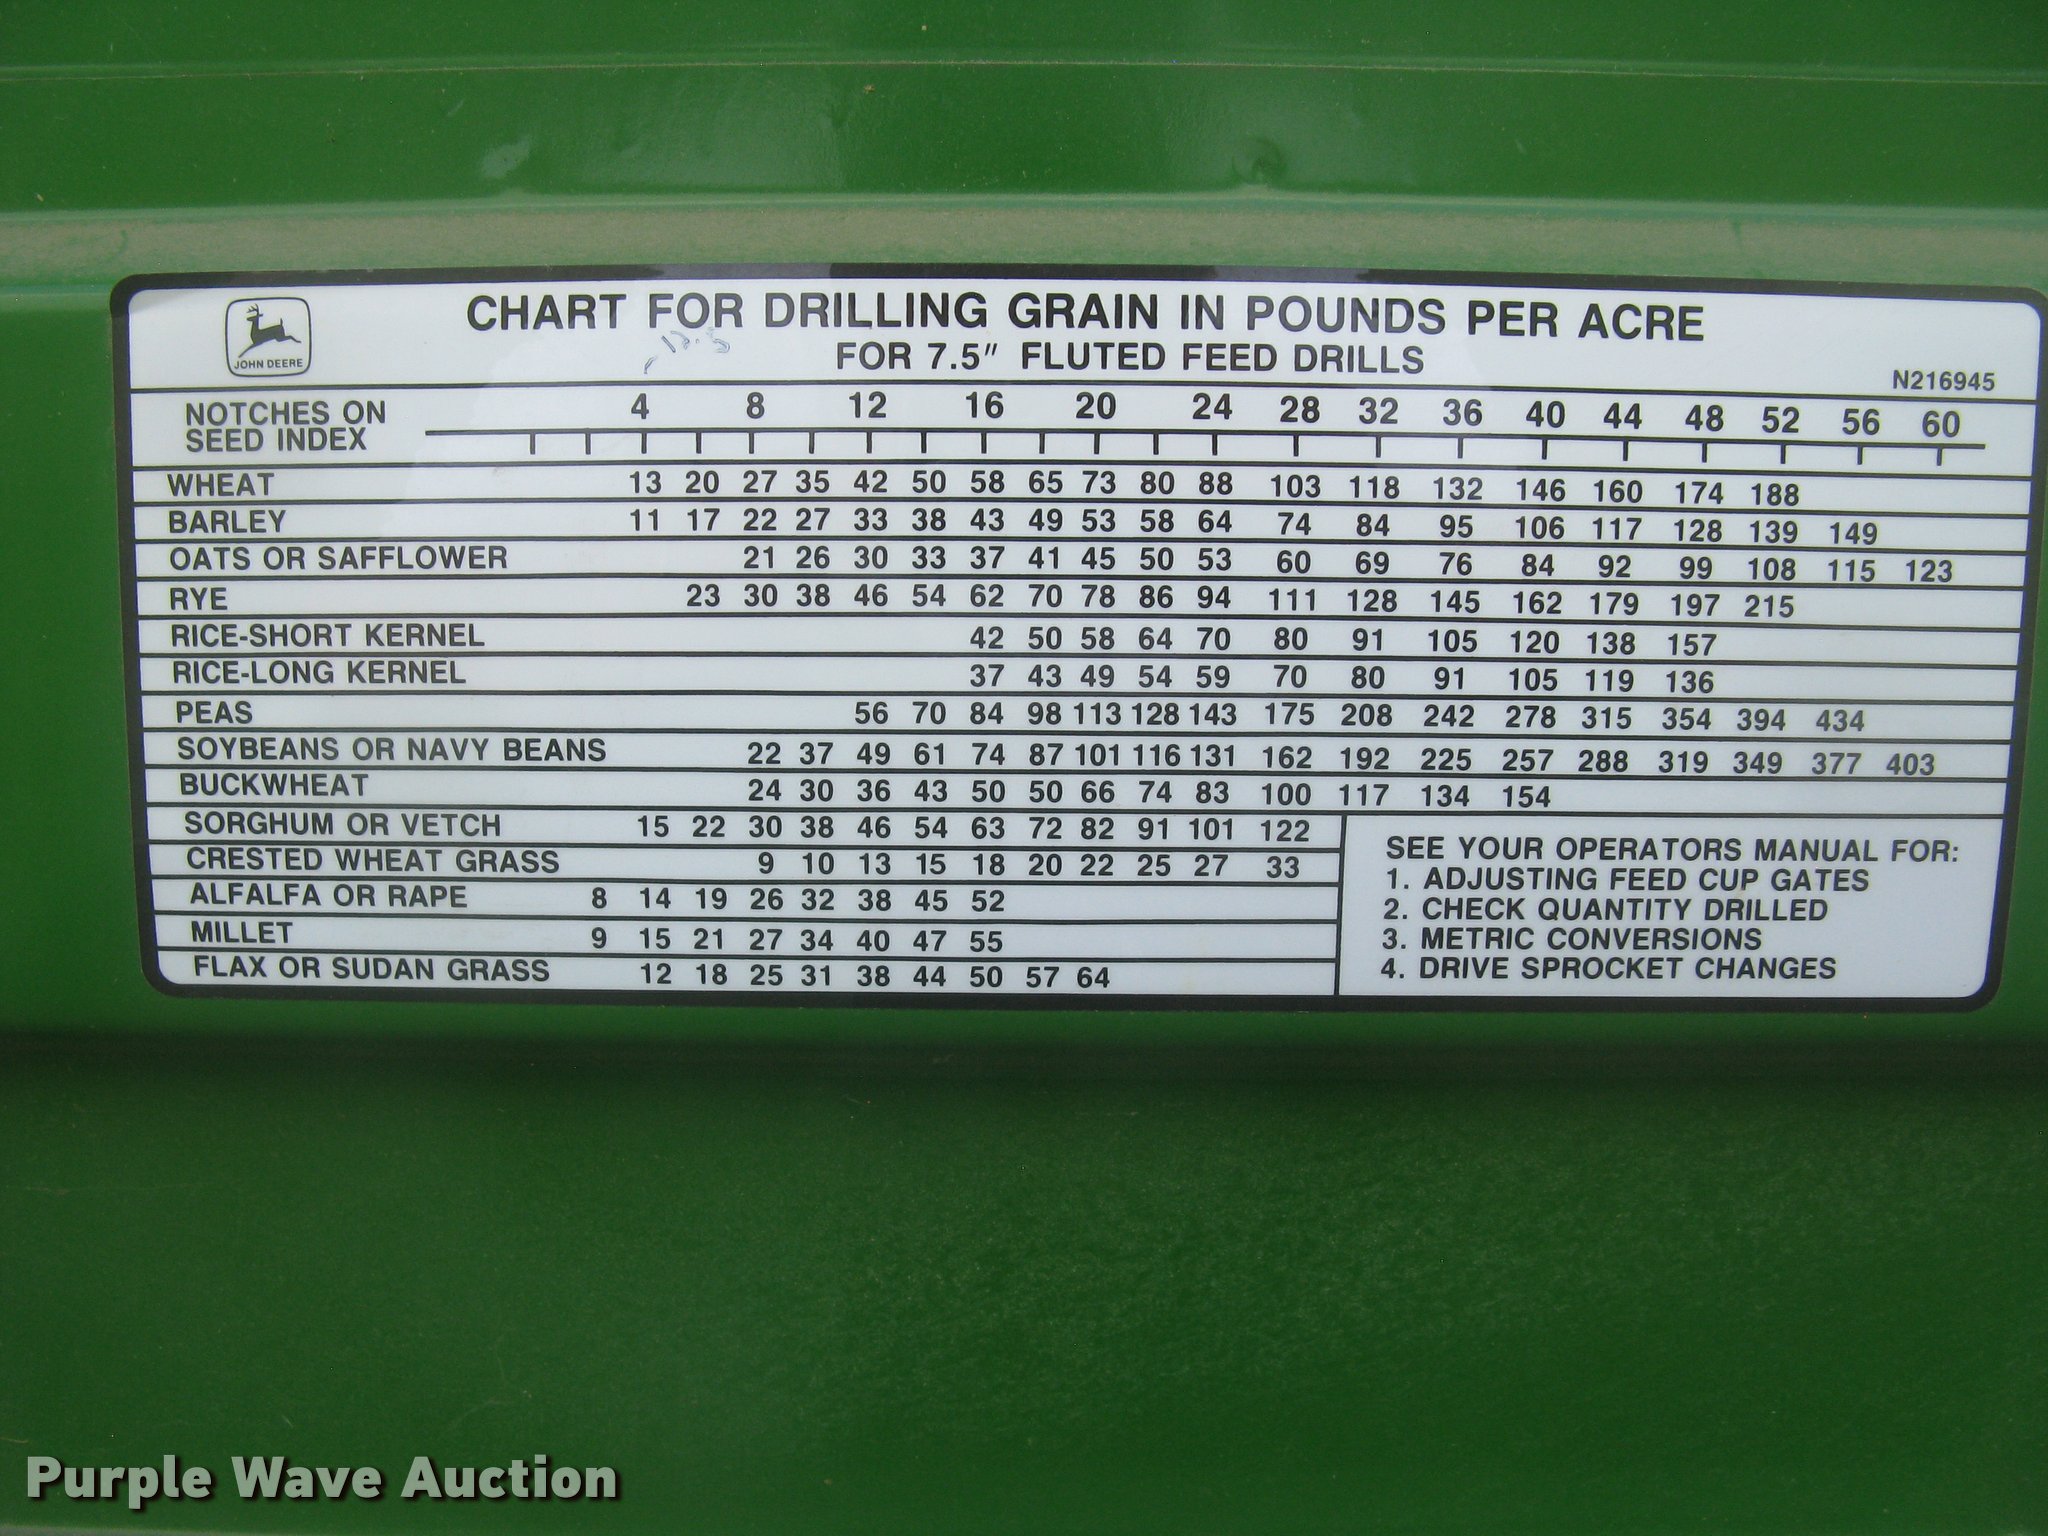 CHART FOR DRILLING GRAIN IN POUNDS PER ACRE
FOR 7.5" FLUTED FEED DRILLS
JOHN DEERE
N216945
NOTCHES ON SEED INDEX 4 8 12 16 20 24 28 32 36 40 44 48 52 56 60
WHEAT 13 20 27 35 42 50 58 65 73 80 88 103 118 132 146 160 174 188
BARLEY 11 17 22 27 33 38 43 49 53 58 64 74 84 95 106 117 128 139 149
OATS OR SAFFLOWER 21 26 30 33 37 41 45 50 53 60 69 76 84 92 99 108 115 123
RYE 23 30 38 46 54 62 70 78 86 94 111 128 145 162 179 197 215
RICE-SHORT KERNEL 42 50 58 64 70 80 91 105 120 138 157
RICE-LONG KERNEL 37 43 49 54 59 70 80 91 105 119 136
PEAS 56 70 84 98 113 128 143 175 208 242 278 315 354 394 434
SOYBEANS OR NAVY BEANS 22 37 49 61 74 87 101 116 131 162 192 225 257 288 319 349 377 403
BUCKWHEAT 24 30 36 43 50 50 66 74 83 100 117 134 154
SORGHUM OR VETCH 15 22 30 38 46 54 63 72 82 91 101 122
CRESTED WHEAT GRASS 9 10 13 15 18 20 22 25 27 33
ALFALFA OR RAPE 8 14 19 26 32 38 45 52
MILLET 9 15 21 27 34 40 47 55
FLAX OR SUDAN GRASS 12 18 25 31 38 44 50 57 64
SEE YOUR OPERATORS MANUAL FOR:
1. ADJUSTING FEED CUP GATES
2. CHECK QUANTITY DRILLED
3. METRIC CONVERSIONS
4. DRIVE SPROCKET CHANGES
Purple Wave Auction